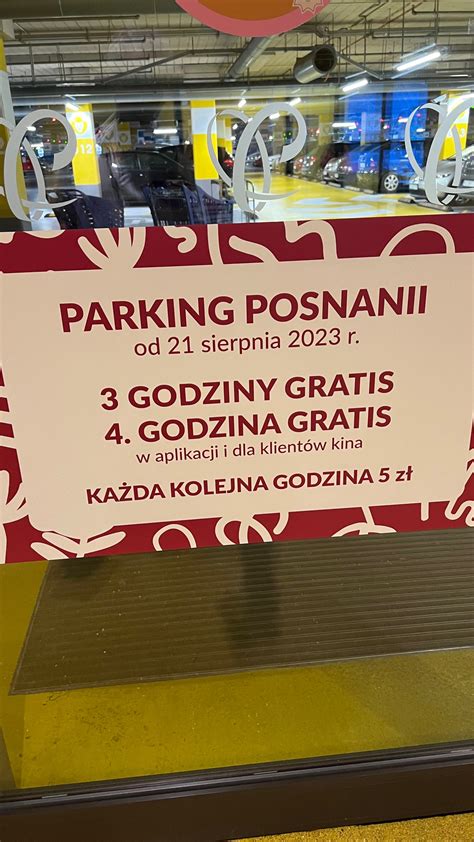 PARKING POSNANII
od 21 sierpnia 2023 r.
3 GODZINY GRATIS
4. GODZINA GRATIS
w aplikacji i dla klientów kina
KAŻDA KOLEJNA GODZINA 5 zł